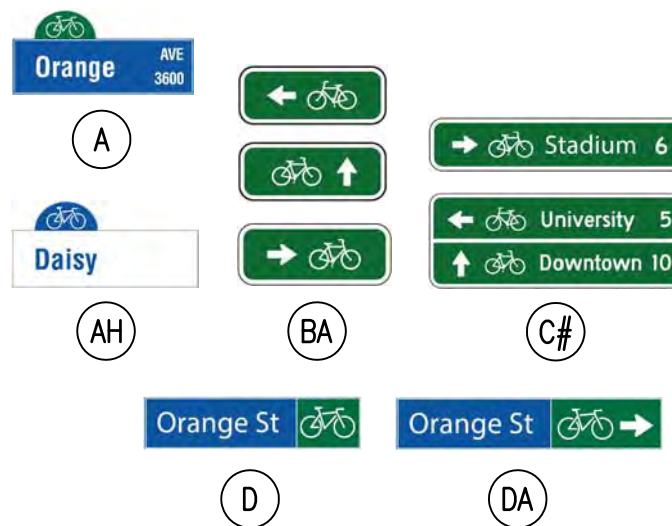 Orange AVE
3600
A
Stadium 6
University 5
Downtown 10
Daisy
AH
BA
C#
Orange St
Orange St
D
DA